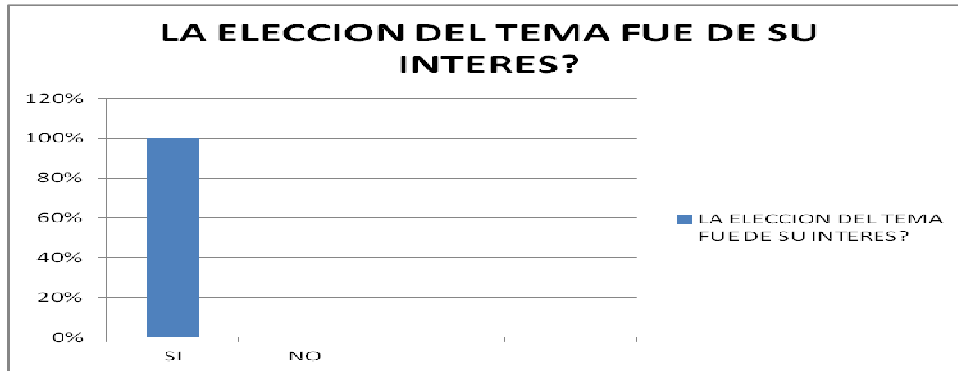 LA ELECCION DEL TEMA FUE DE SU
INTERES?
120%
100%
80%
60%
40%
20%
0%
SI NO
LA ELECCION DEL TEMA
FUE DE SU INTERES?